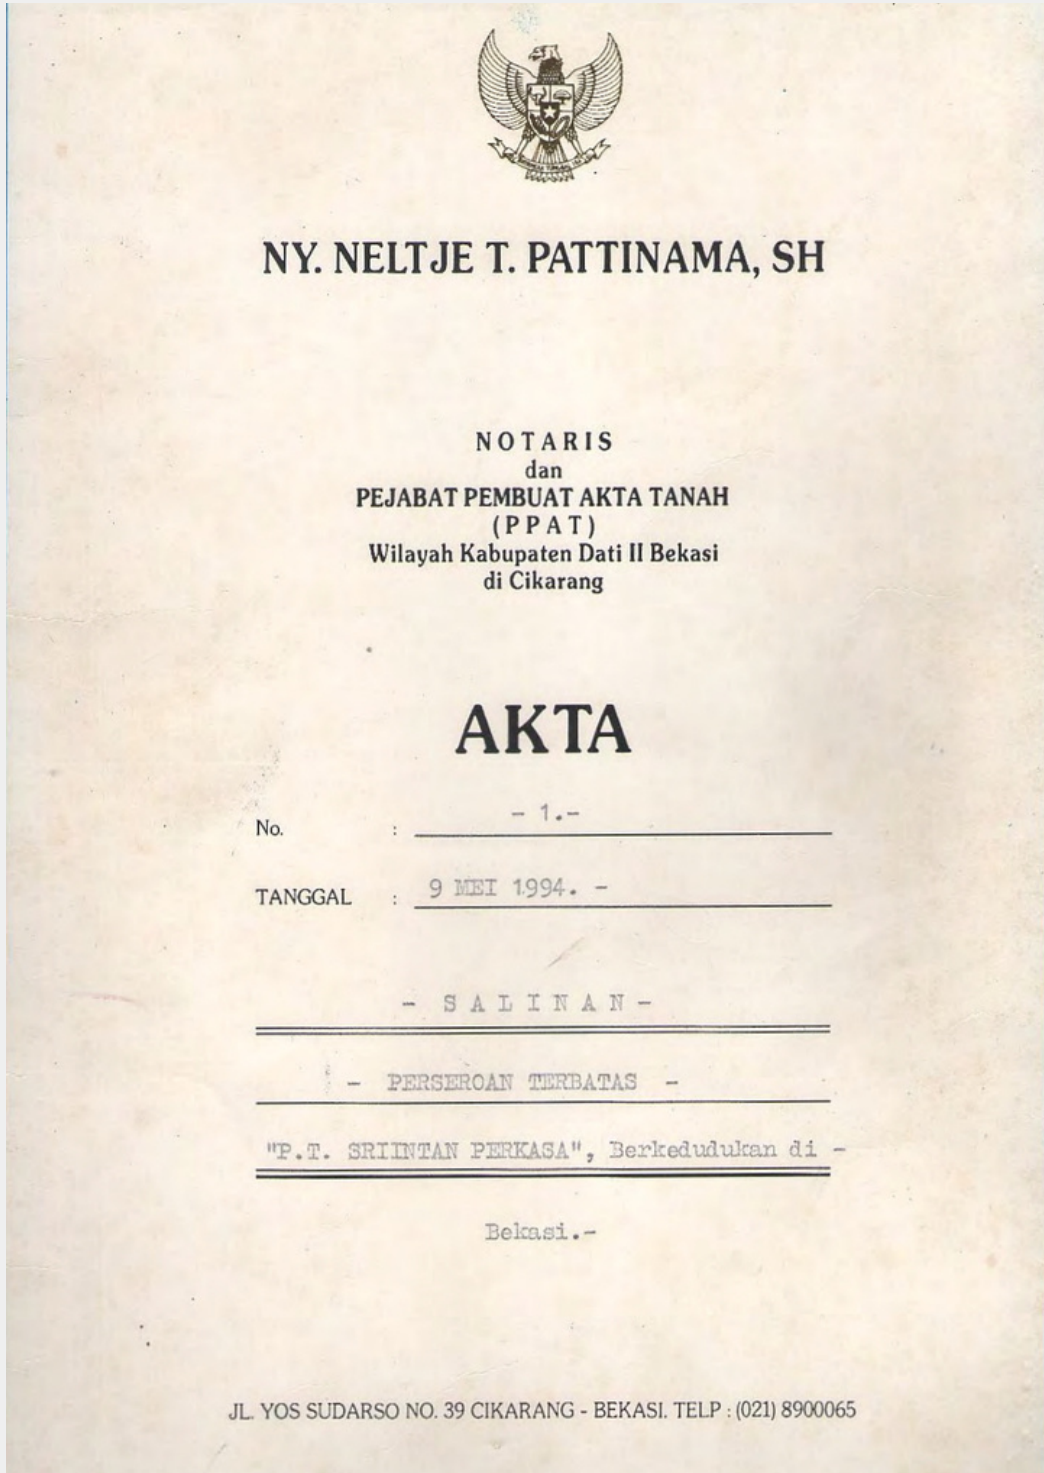 NY. NELTJE T. PATTINAMA, SH
NOTARIS
dan
PEJABAT PEMBUAT AKTA TANAH
(PPAT)
Wilayah Kabupaten Dati II Bekasi
di Cikarang
AKTA
No. : - 1.-
TANGGAL : 9 MEI 1994. -
- S A L I N A N -
- PERSEROAN TERBATAS -
"P.T. SRIINTAN PERKASA", Berkedudukan di -
Bekasi.-
JL. YOS SUDARSO NO. 39 CIKARANG - BEKASI. TELP : (021) 8900065